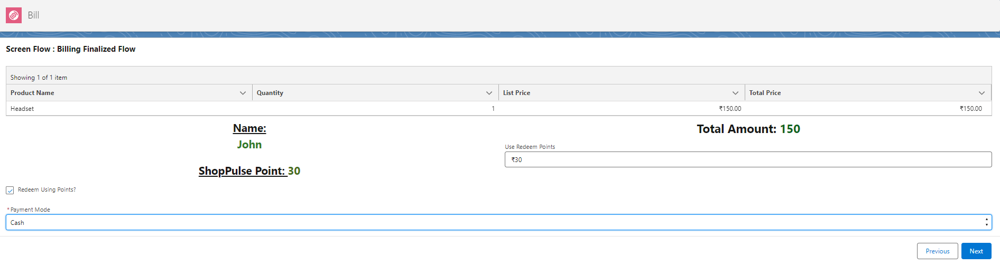 Bill
Screen Flow : Billing Finalized Flow
Showing 1 of 1 item
Product Name Quantity List Price Total Price
Headset 1 ₹150.00 ₹150.00
Name:
John
ShopPulse Point: 30
Total Amount: 150
Use Redeem Points
₹30
Redeem Using Points?
*Payment Mode
Cash
Previous Next